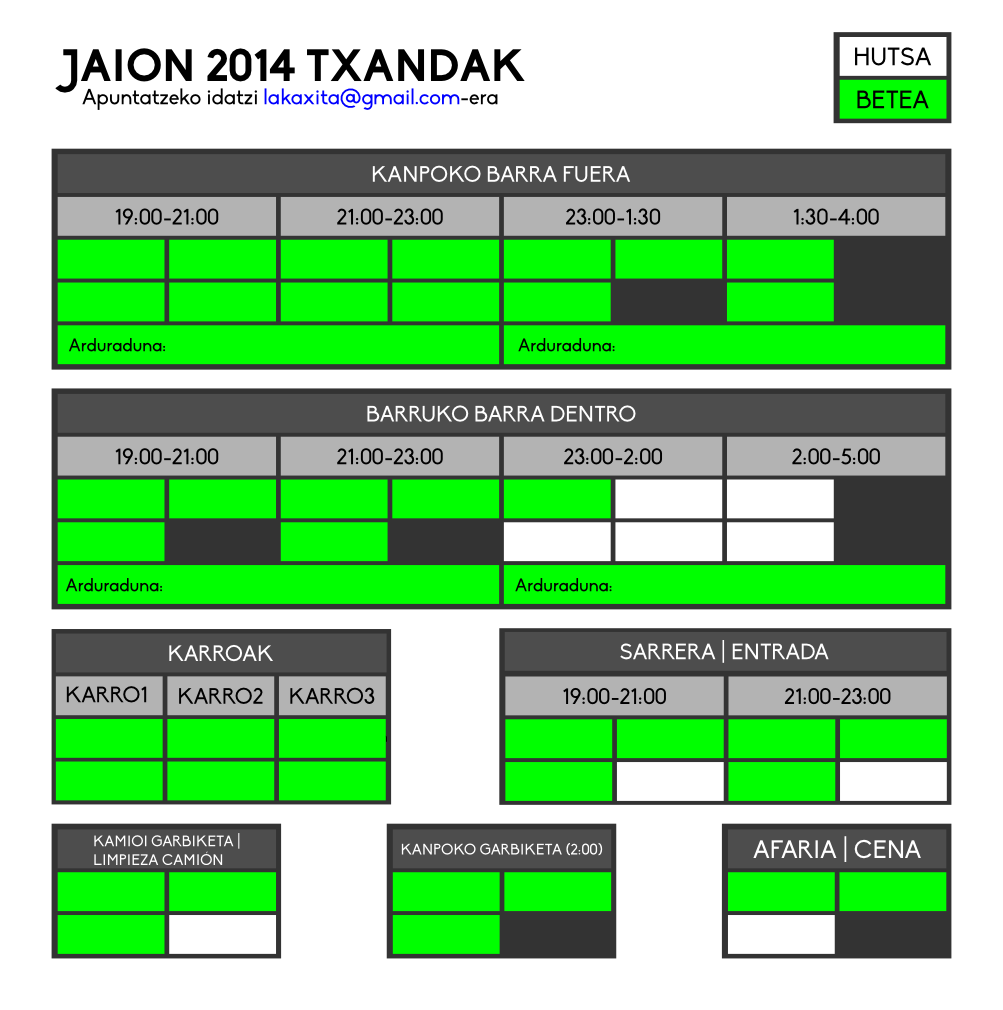 JAION 2014 TXANDAK
Apuntatzeko idatzi lakaxita@gmail.com-era
HUTSA
BETEA
KANPOKO BARRA FUERA
19:00-21:00 21:00-23:00 23:00-1:30 1:30-4:00
Arduraduna: Arduraduna:
BARRUKO BARRA DENTRO
19:00-21:00 21:00-23:00 23:00-2:00 2:00-5:00
Arduraduna: Arduraduna:
KARROAK
KARRO1 KARRO2 KARRO3
SARRERA | ENTRADA
19:00-21:00 21:00-23:00
KAMIOI GARBIKETA |
LIMPIEZA CAMIÓN
KANPOKO GARBIKETA (2:00)
AFARIA | CENA